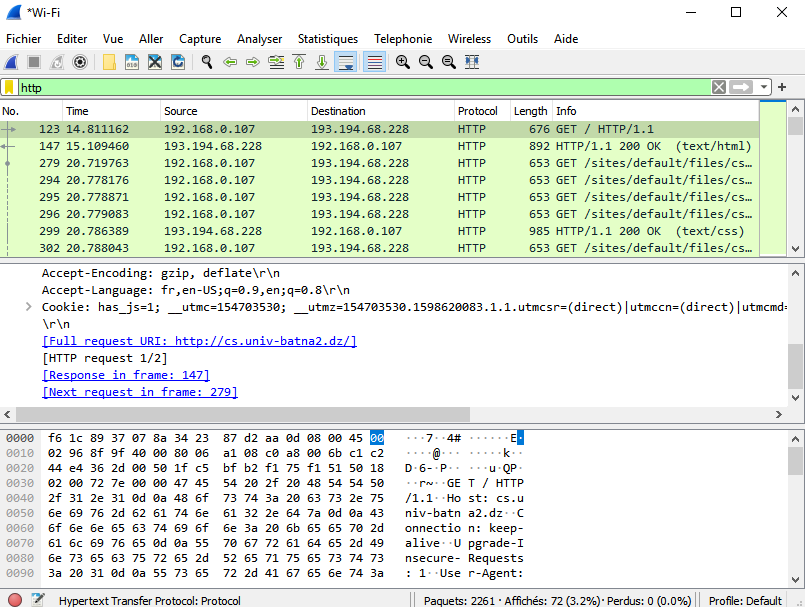 *Wi-Fi
Fichier Editer Vue Aller Capture Analyser Statistiques Telephonie Wireless Outils Aide
http
No. Time Source Destination Protocol Length Info
123 14.811162 192.168.0.107 193.194.68.228 HTTP 676 GET / HTTP/1.1
147 15.109460 193.194.68.228 192.168.0.107 HTTP 892 HTTP/1.1 200 OK (text/html)
279 20.719763 192.168.0.107 193.194.68.228 HTTP 653 GET /sites/default/files/cs…
294 20.778176 192.168.0.107 193.194.68.228 HTTP 653 GET /sites/default/files/cs…
295 20.778871 192.168.0.107 193.194.68.228 HTTP 653 GET /sites/default/files/cs…
296 20.779083 192.168.0.107 193.194.68.228 HTTP 653 GET /sites/default/files/cs…
299 20.786389 193.194.68.228 192.168.0.107 HTTP 985 HTTP/1.1 200 OK (text/css)
302 20.788043 192.168.0.107 193.194.68.228 HTTP 653 GET /sites/default/files/cs…
Accept-Encoding: gzip, deflate\r\n
Accept-Language: fr,en-US;q=0.9,en;q=0.8\r\n
Cookie: has_js=1; __utmc=154703530; __utmz=154703530.1598620083.1.1.utmcsr=(direct)|utmccn=(direct)|utmcmd=
\r\n
[Full request URI: http://cs.univ-batna2.dz/]
[HTTP request 1/2]
[Response in frame: 147]
[Next request in frame: 279]
0000 f6 1c 89 37 07 8a 34 23 87 d2 aa 0d 08 00 45 00 ···7··4# ······E·
0010 02 96 8f 9f 40 00 80 06 a1 08 c0 a8 00 6b c1 c2 ····@··· ·····k··
0020 44 e4 36 2d 00 50 1f c5 bf b2 f1 75 f1 51 50 18 D·6-·P·· ···u·QP·
0030 02 00 72 7e 00 00 47 45 54 20 2f 20 48 54 54 50 ··r~··GE T / HTTP
0040 2f 31 2e 31 0d 0a 48 6f 73 74 3a 20 63 73 2e 75 /1.1··Ho st: cs.u
0050 6e 69 76 2d 62 61 74 6e 61 32 2e 64 7a 0d 0a 43 niv-batn a2.dz··C
0060 6f 6e 6e 65 63 74 69 6f 6e 3a 20 6b 65 65 70 2d onnectio n: keep-
0070 61 6c 69 76 65 0d 0a 55 70 67 72 61 64 65 2d 49 alive··U pgrade-I
0080 6e 73 65 63 75 72 65 2d 52 65 71 75 65 73 74 73 nsecure- Requests
0090 3a 20 31 0d 0a 55 73 65 72 2d 41 67 65 6e 74 3a : 1··Use r-Agent:
Hypertext Transfer Protocol: Protocol Paquets: 2261 · Affichés: 72 (3.2%) · Perdus: 0 (0.0%) Profile: Default